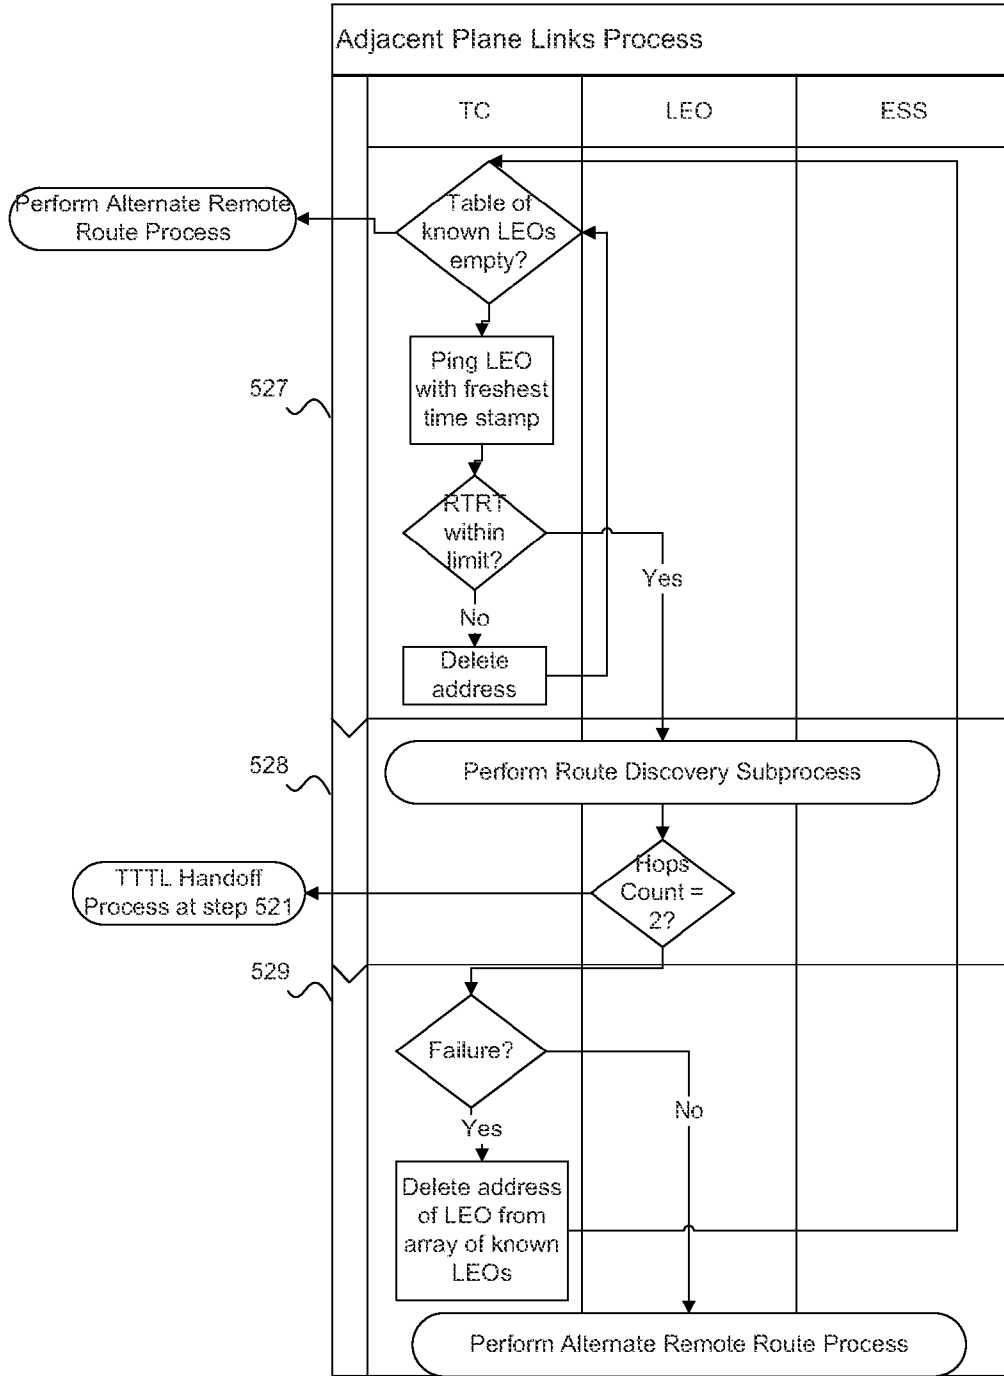 Adjacent Plane Links Process
TC
LEO
ESS
Perform Alternate Remote
Route Process
Table of
known LEOs
empty?
Ping LEO
with freshest
time stamp
527
RTRT
within
limit?
Yes
No
Delete
address
528
Perform Route Discovery Subprocess
TTTL Handoff
Process at step 521
Hops
Count =
2?
529
Failure?
No
Yes
Delete address
of LEO from
array of known
LEOs
Perform Alternate Remote Route Process